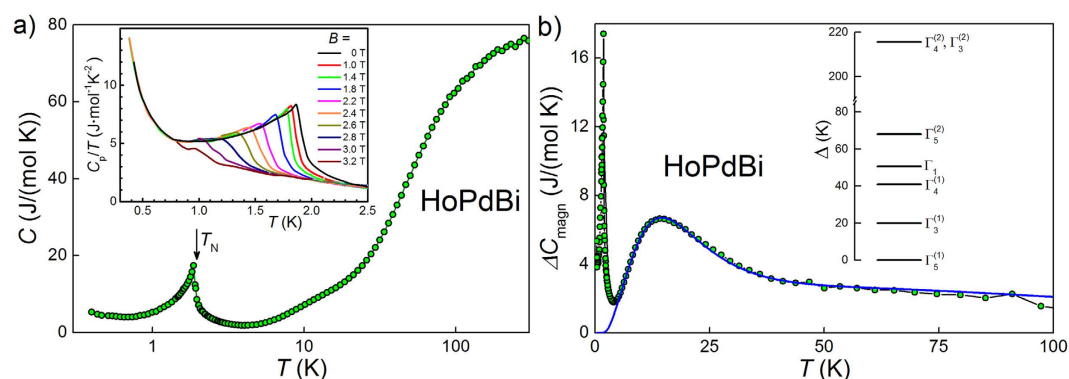 a)
80
60
40
20
0
C (J/(mol K))
1
10
100
T (K)
HoPdBi
T_N
B =
0 T
1.0 T
1.4 T
1.8 T
2.2 T
2.4 T
2.6 T
2.8 T
3.0 T
3.2 T
10
5
0
C_p/T (J·mol⁻¹K⁻²)
0.5 1.0 1.5 2.0 2.5
T (K)
b)
16
12
8
4
0
ΔC_magn (J/(mol K))
0 25 50 75 100
T (K)
HoPdBi
220
200
80
60
40
20
0
Δ (K)
Γ₄⁽²⁾, Γ₃⁽²⁾
Γ₅⁽²⁾
Γ₁
Γ₄⁽¹⁾
Γ₃⁽¹⁾
Γ₅⁽¹⁾